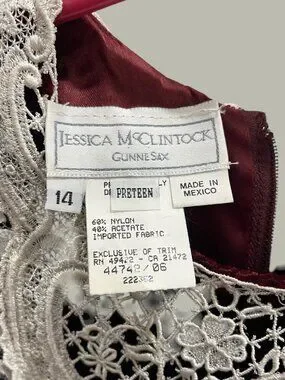 JESSICA McCLINTOCK
GUNNE SAX
14
PRETEEN
MADE IN
MEXICO
60% NYLON
40% ACETATE
IMPORTED FABRIC
EXCLUSIVE OF TRIM
RN 49422 - CA 21472
44742/06